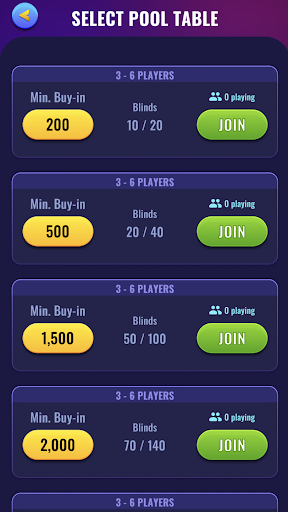 SELECT POOL TABLE
3 - 6 PLAYERS
Min. Buy-in
Blinds
0 playing
200
10 / 20
JOIN
3 - 6 PLAYERS
Min. Buy-in
Blinds
0 playing
500
20 / 40
JOIN
3 - 6 PLAYERS
Min. Buy-in
Blinds
0 playing
1,500
50 / 100
JOIN
3 - 6 PLAYERS
Min. Buy-in
Blinds
0 playing
2,000
70 / 140
JOIN
3 - 6 PLAYERS